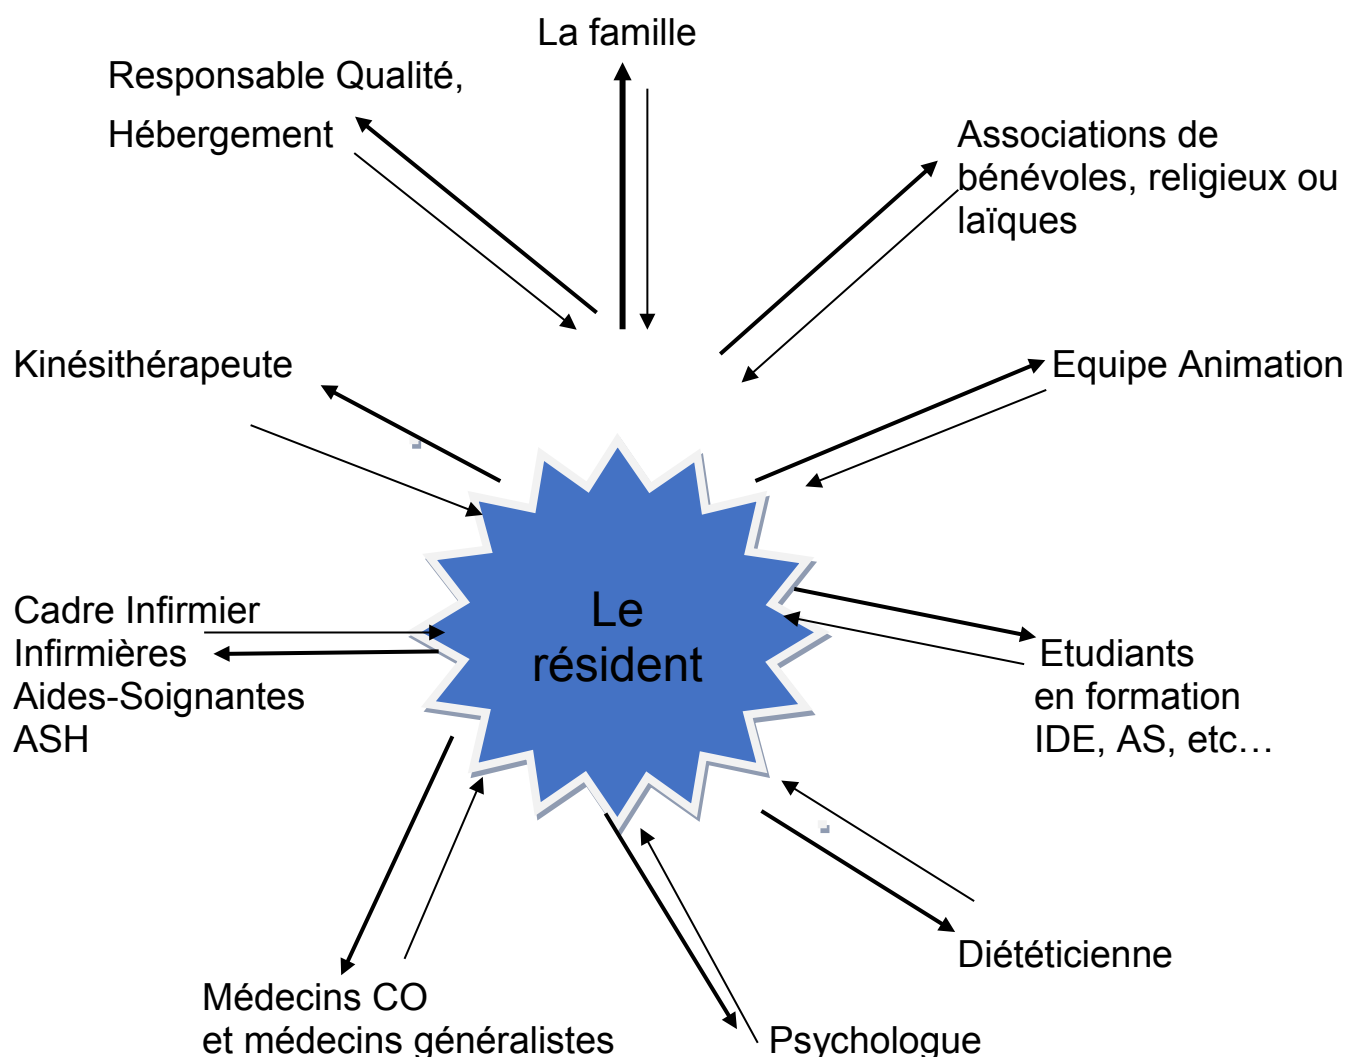 La famille
Responsable Qualité,
Hébergement
Associations de
bénévoles, religieux ou
laïques
Kinésithérapeute
Equipe Animation
Cadre Infirmier
Infirmières
Aides-Soignantes
ASH
Le
résident
Etudiants
en formation
IDE, AS, etc…
Diététicienne
Médecins CO
et médecins généralistes
Psychologue